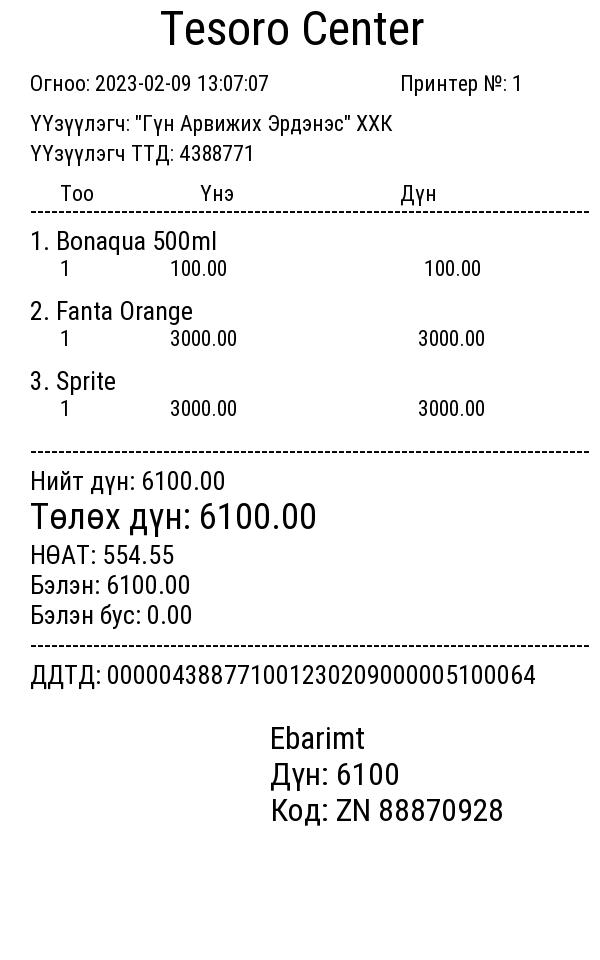 Tesoro Center
Огноо: 2023-02-09 13:07:07 Принтер №: 1
ҮҮзүүлэгч: "Гүн Арвижих Эрдэнэс" ХХК
ҮҮзүүлэгч ТТД: 4388771
Тоо Үнэ Дүн
--------------------------------------------------------------------------------
1. Bonaqua 500ml
1 100.00 100.00
2. Fanta Orange
1 3000.00 3000.00
3. Sprite
1 3000.00 3000.00
--------------------------------------------------------------------------------
Нийт дүн: 6100.00
Төлөх дүн: 6100.00
НӨАТ: 554.55
Бэлэн: 6100.00
Бэлэн бус: 0.00
--------------------------------------------------------------------------------
ДДТД: 000004388771001230209000005100064
Ebarimt
Дүн: 6100
Код: ZN 88870928